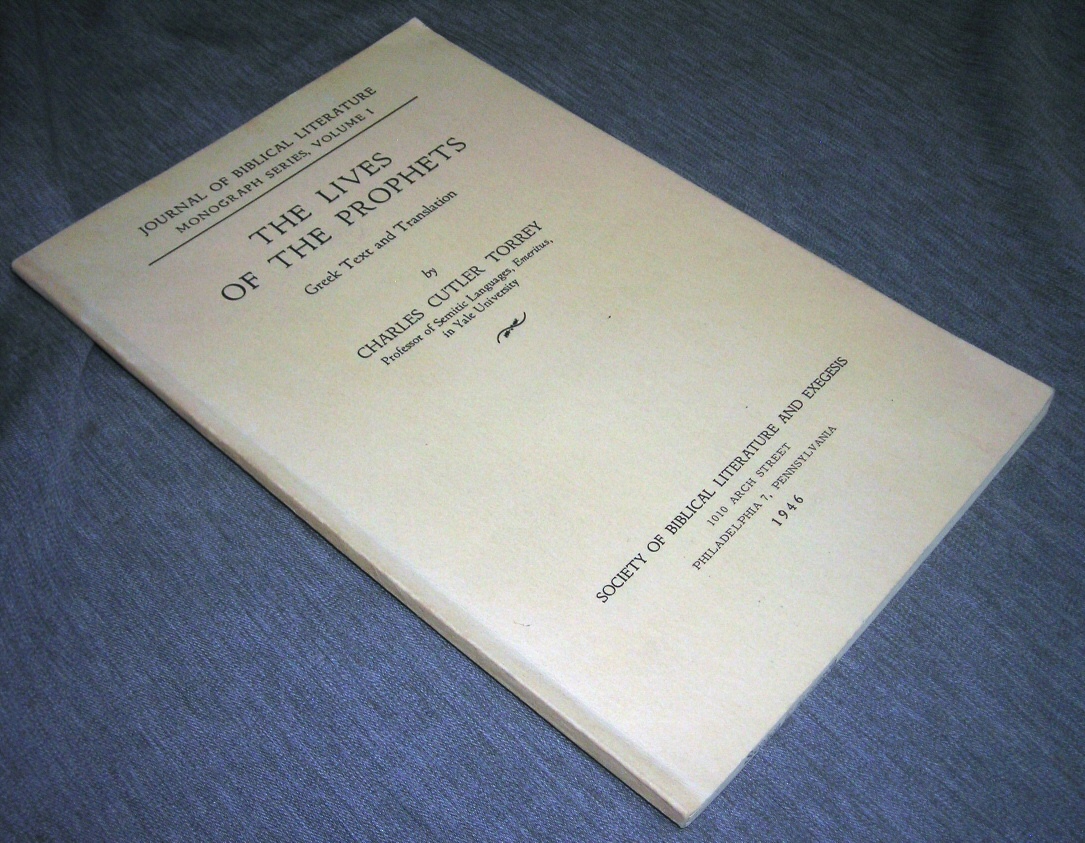 JOURNAL OF BIBLICAL LITERATURE
MONOGRAPH SERIES, VOLUME I
THE LIVES
OF THE PROPHETS
Greek Text and Translation
by
CHARLES CUTLER TORREY
Professor of Semitic Languages, Emeritus,
in Yale University
SOCIETY OF BIBLICAL LITERATURE AND EXEGESIS
1010 ARCH STREET
PHILADELPHIA 7, PENNSYLVANIA
1946